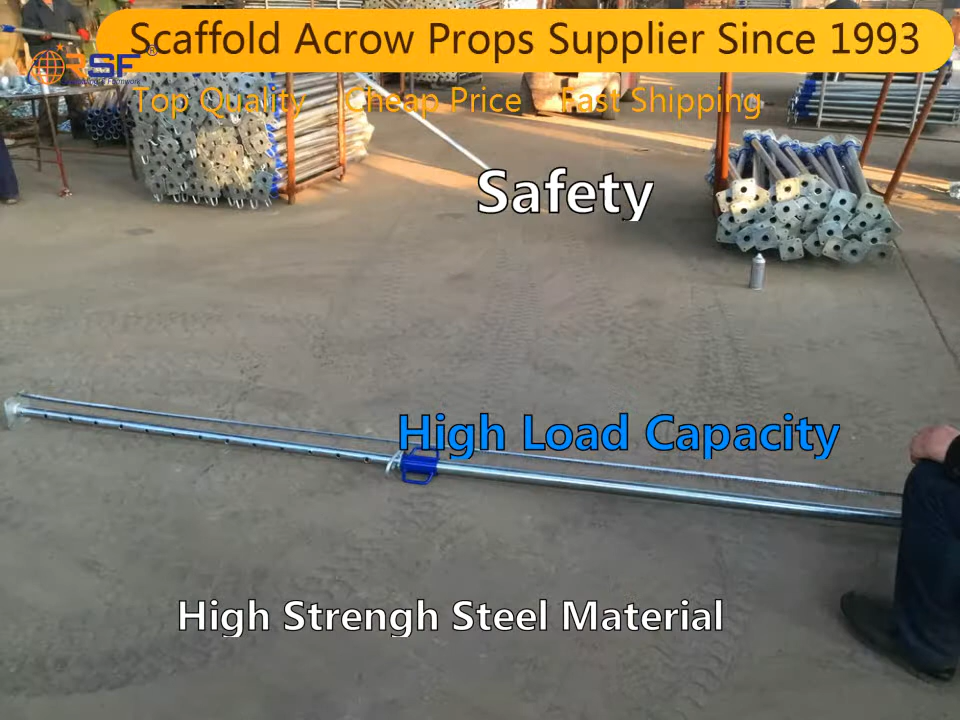 Scaffold Acrow Props Supplier Since 1993
RSF®
Top Quality Cheap Price Fast Shipping
Safety
High Load Capacity
High Strengh Steel Material